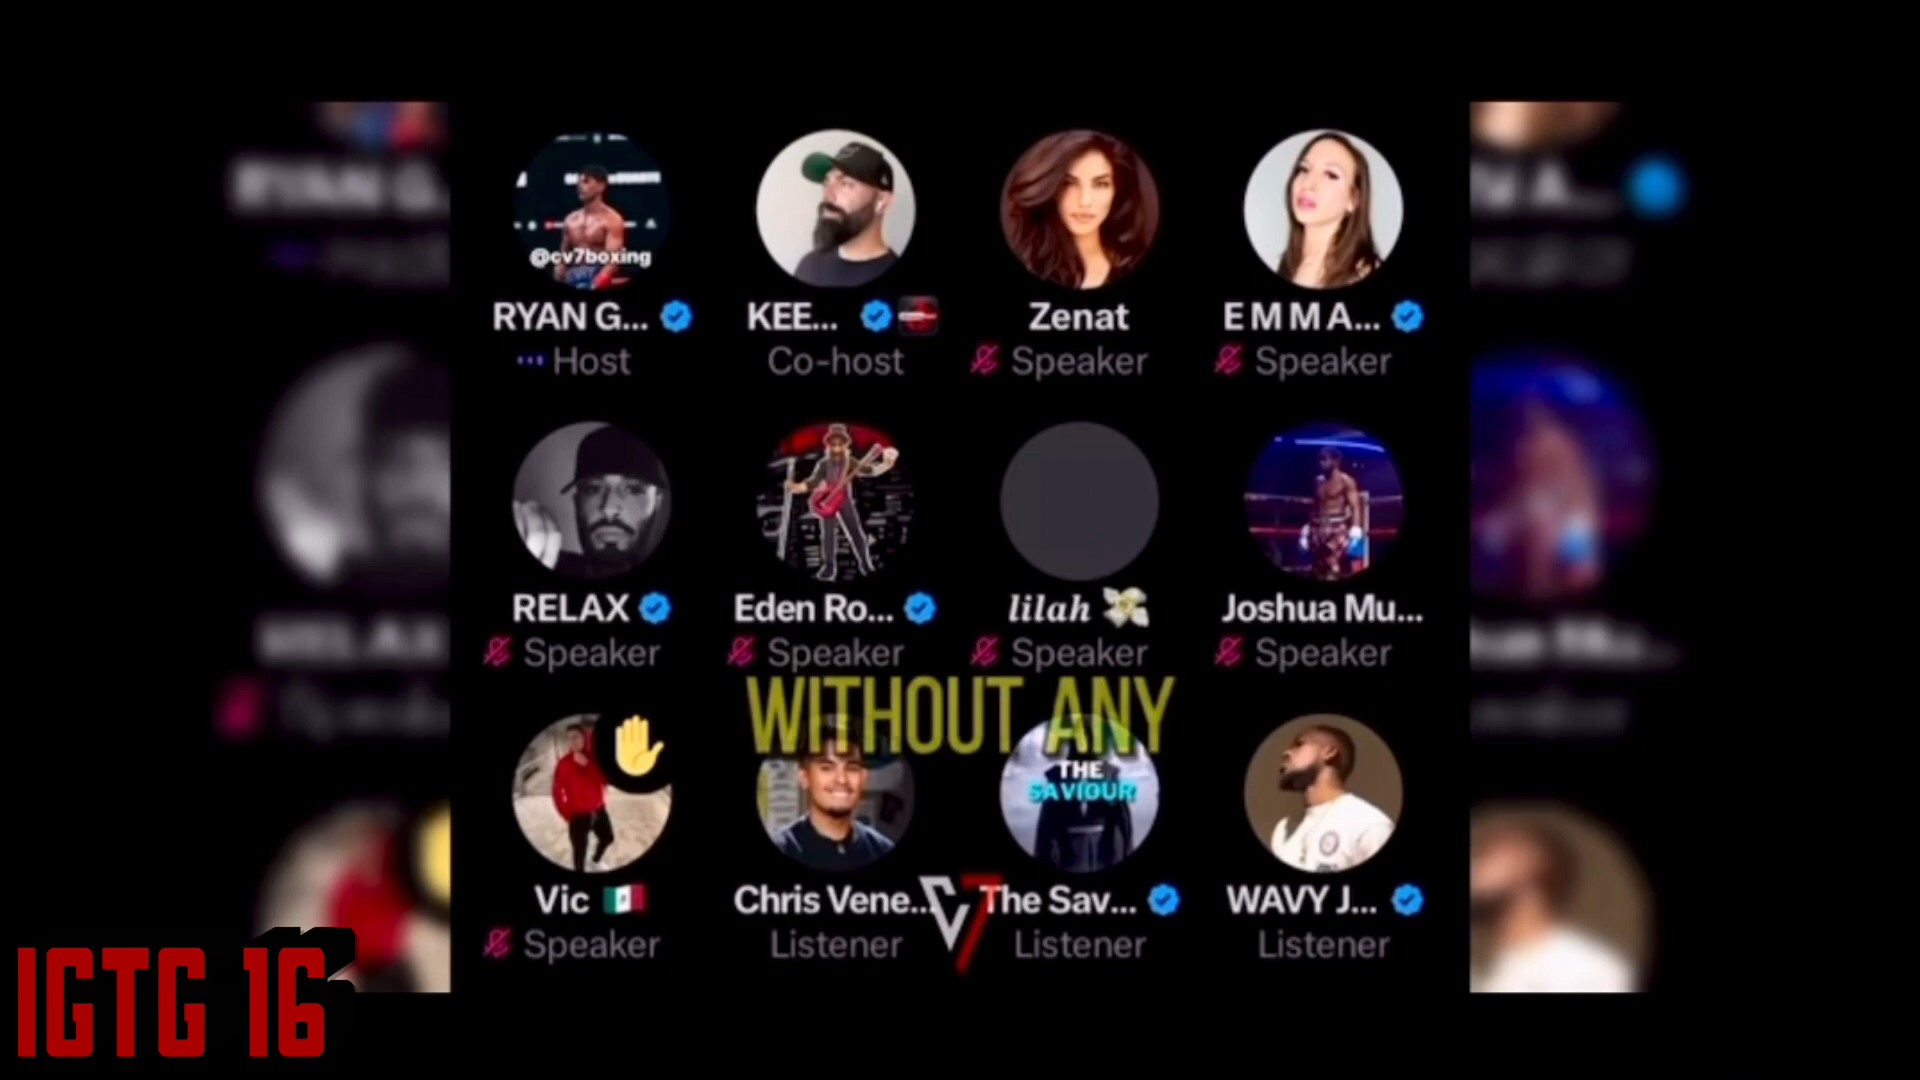 @cv7boxing
RYAN G... KEE... Zenat E M M A...
Host Co-host Speaker Speaker
RELAX Eden Ro... lilah Joshua Mu...
Speaker Speaker Speaker Speaker
WITHOUT ANY
THE
SAVIOUR
Vic Chris Vene... The Sav... WAVY J...
Speaker Listener Listener Listener
IGTG 16